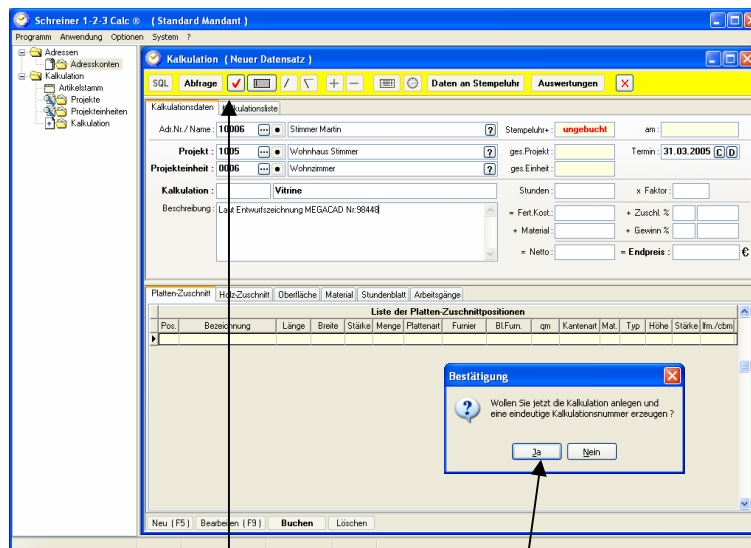 Schreiner 1-2-3 Calc ® ( Standard Mandant )
Programm Anwendung Optionen System ?
Adressen
Adresskonten
Kalkulation
Artikelstamm
Projekte
Projekteinheiten
Kalkulation
Kalkulation ( Neuer Datensatz )
SQL Abfrage Daten an Stempeluhr Auswertungen
Kalkulationsdaten Kalkulationsliste
Adr.Nr./ Name : 10006 Stimmer Martin ? Stempeluhr+ : ungebucht am :
Projekt : 1005 Wohnhaus Stimmer ? ges.Projekt : Termin : 31.03.2005 C D
Projekteinheit : 0006 Wohnzimmer ? ges.Einheit :
Kalkulation : Vitrine Stunden : x Faktor :
Beschreibung : Laut Entwurfszeichnung MEGACAD Nr.98448 = Fert.Kost.: + Zuschl. %
+ Material : + Gewinn %
= Netto : = Endpreis : €
Platten-Zuschnitt Holz-Zuschnitt Oberfläche Material Stundenblatt Arbeitsgänge
Liste der Platten-Zuschnittpositionen
Pos. Bezeichnung Länge Breite Stärke Menge Plattenart Furnier Bl.Furn. qm Kantenart Mat. Typ Höhe Stärke lfm./cbm
Bestätigung
Wollen Sie jetzt die Kalkulation anlegen und
eine eindeutige Kalkulationsnummer erzeugen ?
Ja Nein
Neu ( F5 ) Bearbeiten ( F9 ) Buchen Löschen